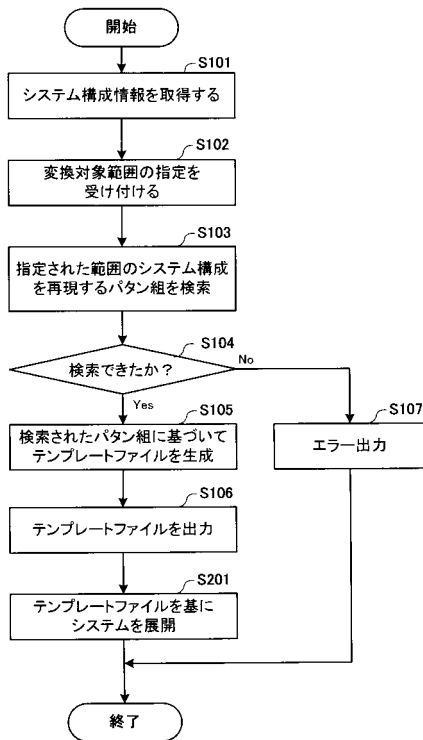 開始
S101
システム構成情報を取得する
S102
変換対象範囲の指定を
受け付ける
S103
指定された範囲のシステム構成
を再現するパタン組を検索
S104
検索できたか？
No
Yes
S105
検索されたパタン組に基づいて
テンプレートファイルを生成
S107
エラー出力
S106
テンプレートファイルを出力
S201
テンプレートファイルを基に
システムを展開
終了